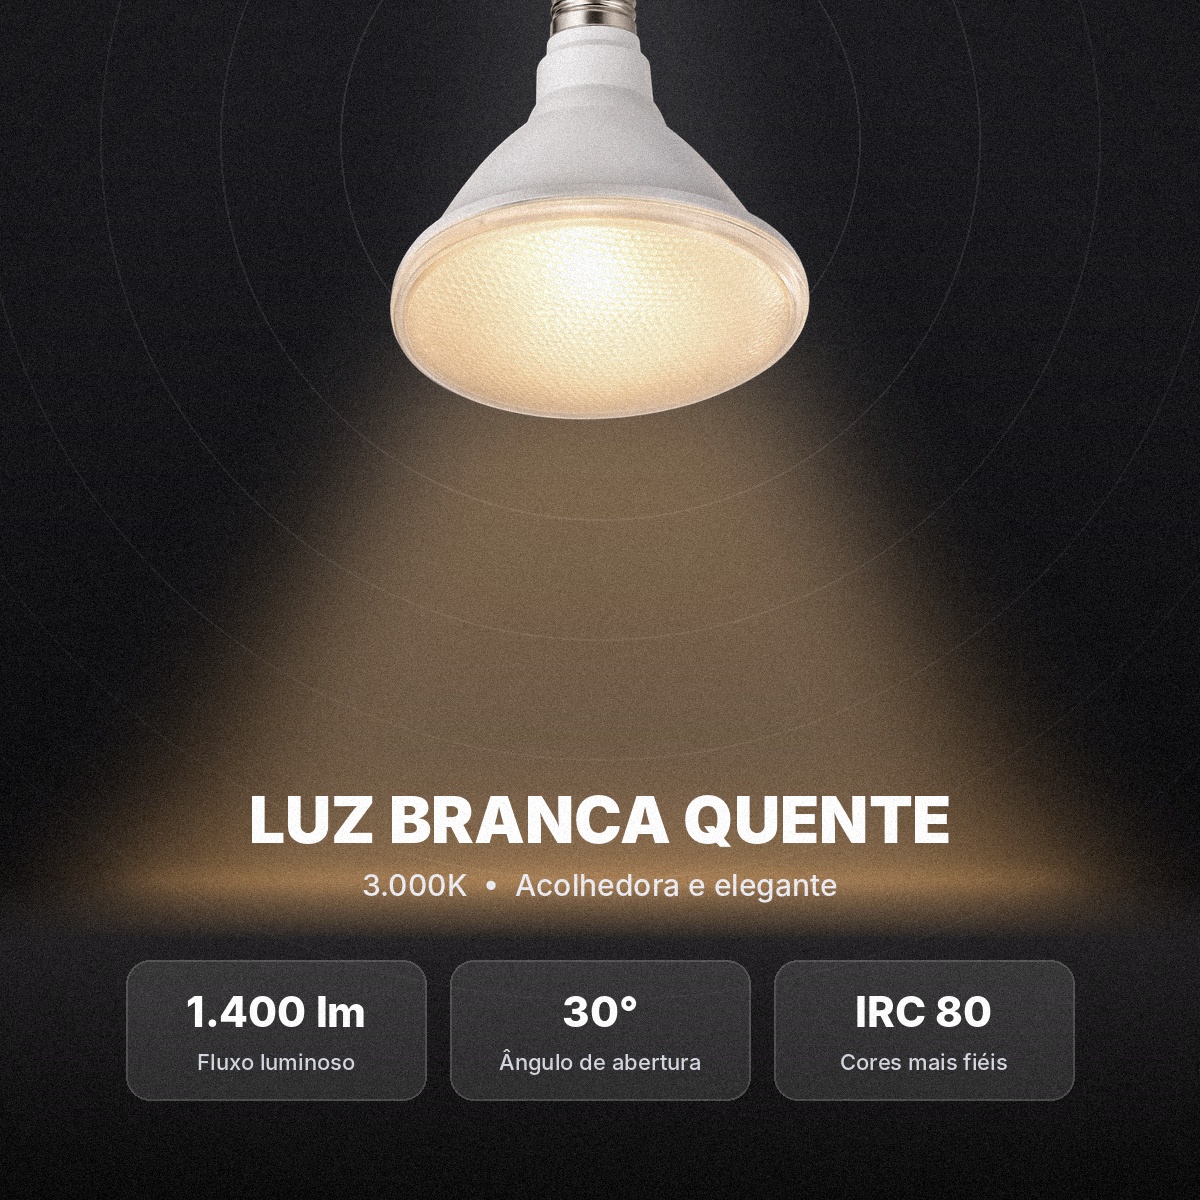 LUZ BRANCA QUENTE
3.000K • Acolhedora e elegante
1.400 lm
Fluxo luminoso
30°
Ângulo de abertura
IRC 80
Cores mais fiéis